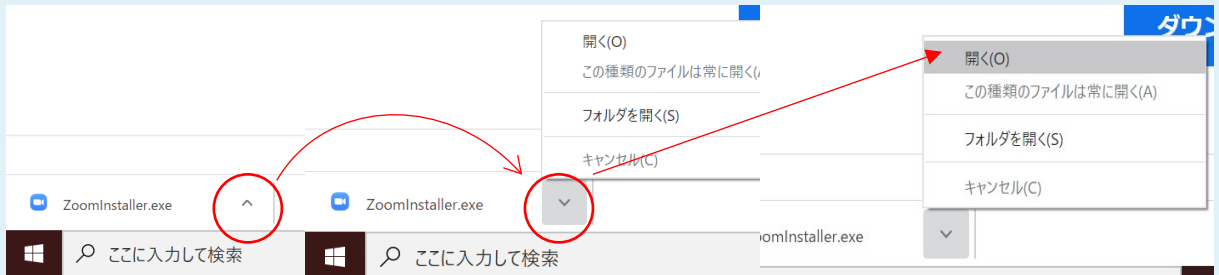 ZoomInstaller.exe
ここに入力して検索
開く(O)
この種類のファイルは常に開く(
フォルダを開く(S)
キャンセル(C)
ZoomInstaller.exe
ここに入力して検索
ダウン
開く(O)
この種類のファイルは常に開く(A)
フォルダを開く(S)
キャンセル(C)
omInstaller.exe